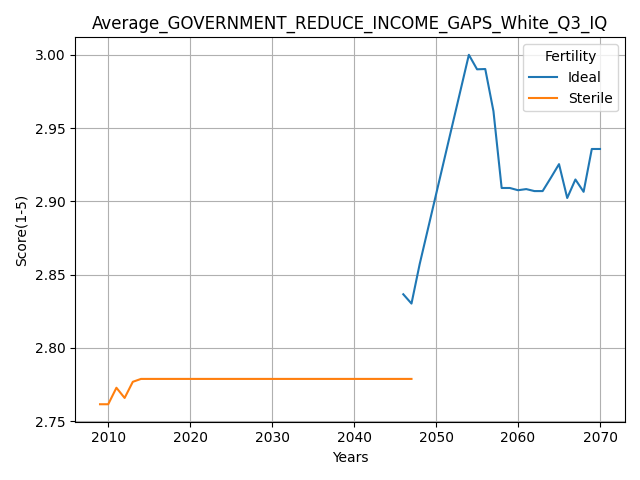 Average_GOVERNMENT_REDUCE_INCOME_GAPS_White_Q3_IQ
Fertility
Ideal
Sterile
Score(1-5)
3.00
2.95
2.90
2.85
2.80
2.75
2010 2020 2030 2040 2050 2060 2070
Years